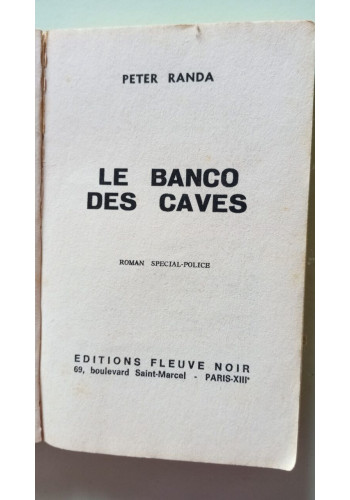 PETER RANDA
LE BANCO
DES CAVES
ROMAN SPECIAL-POLICE
EDITIONS FLEUVE NOIR
69, boulevard Saint-Marcel - PARIS-XIIIᵉ